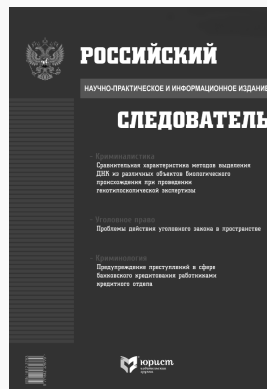 РОССИЙСКИЙ
НАУЧНО-ПРАКТИЧЕСКОЕ И ИНФОРМАЦИОННОЕ ИЗДАНИЕ
СЛЕДОВАТЕЛЬ
- Криминалистика
Сравнительная характеристика методов выделения
ДНК из различных объектов биологического
происхождения при проведении
генотипоскопической экспертизы
- Уголовное право
Проблемы действия уголовного закона в пространстве
- Криминология
Предупреждение преступлений в сфере
банковского кредитования работниками
кредитного отдела
юрист
издательская
группа